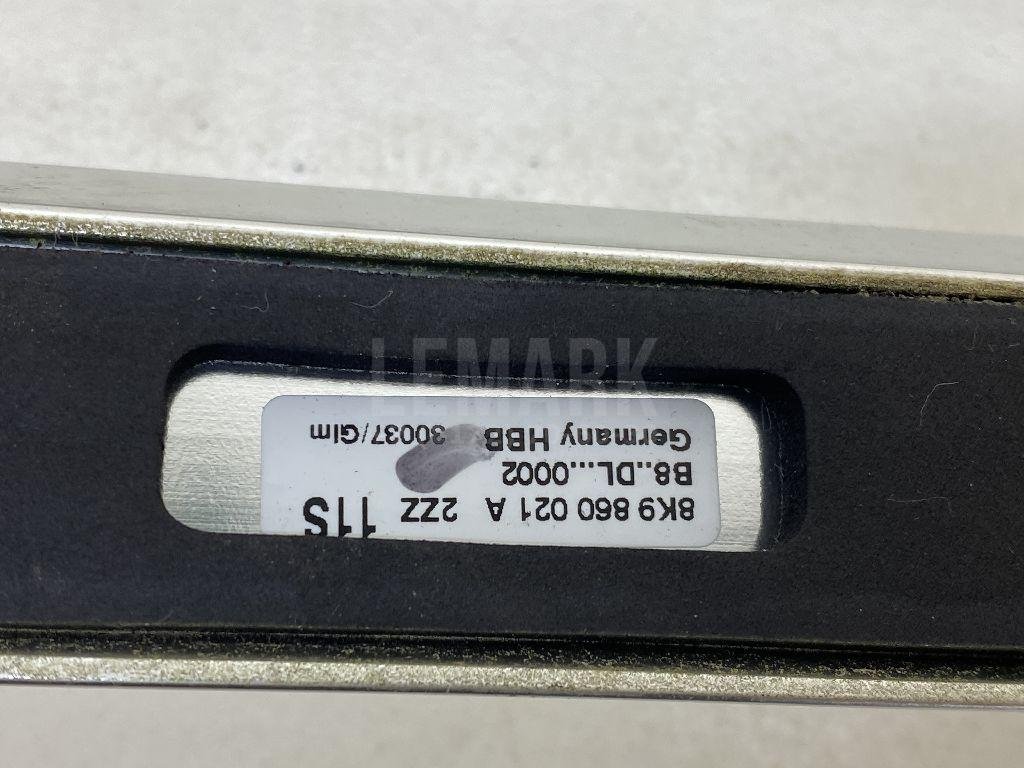 LEMARK
8K9 860 021 A 2ZZ 11S
B8..DL....0002
Germany HBB 30037/Glm